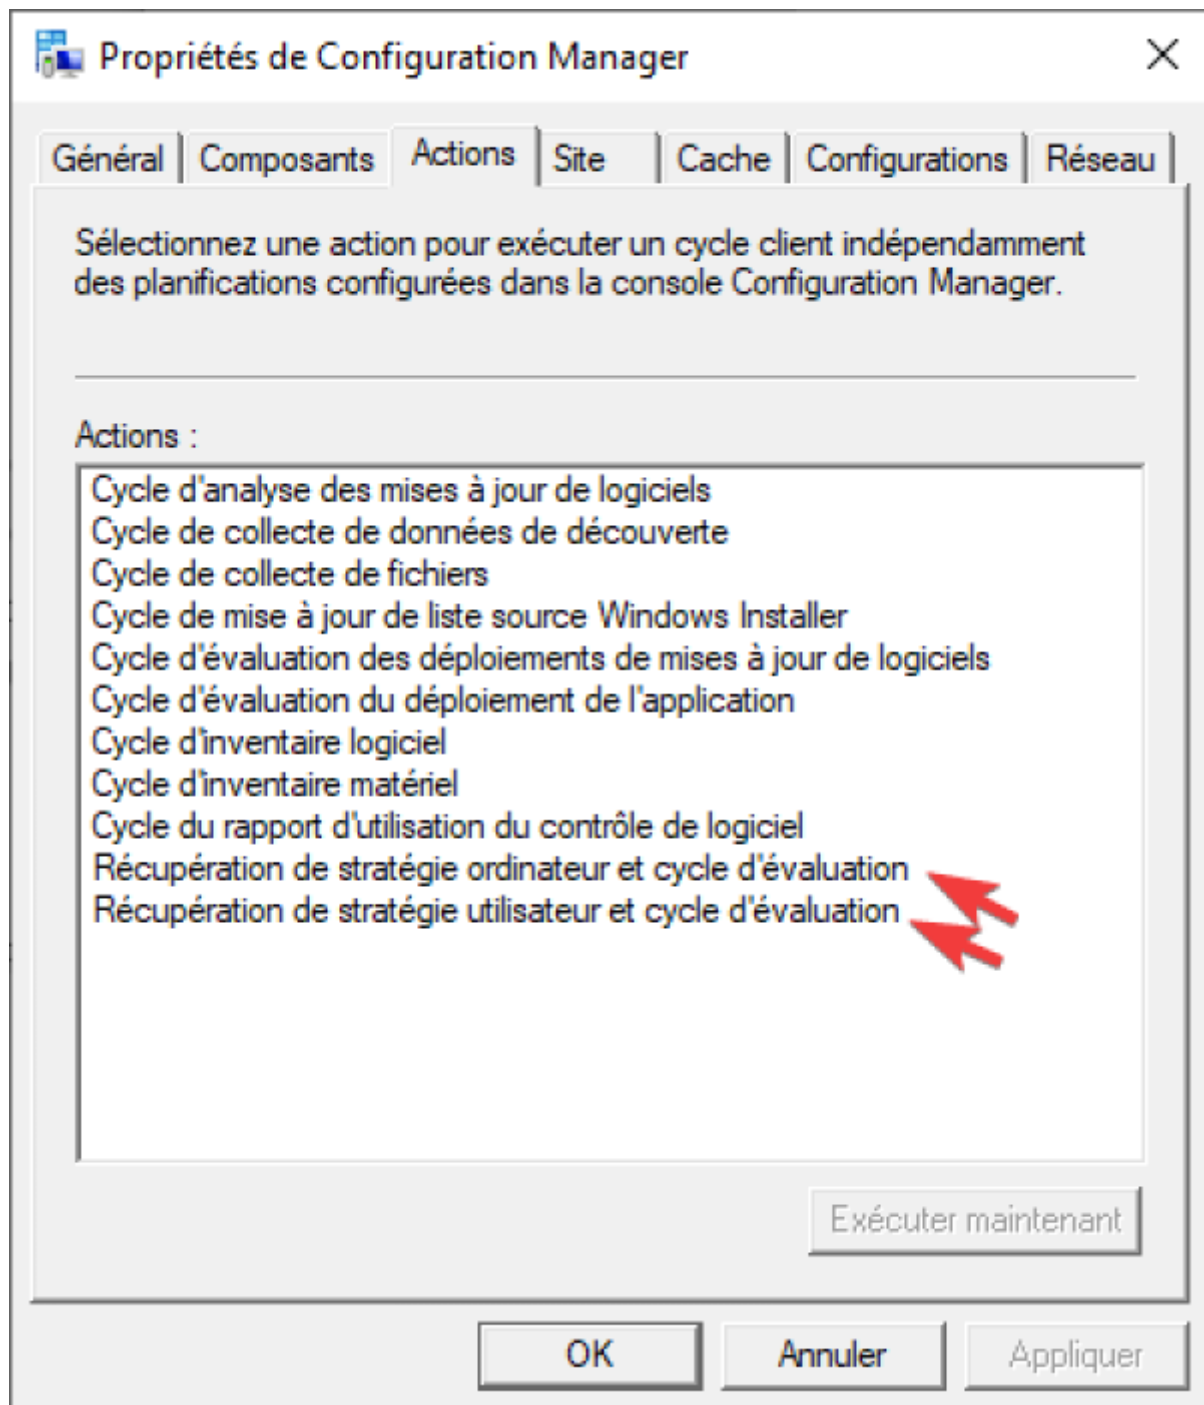 Propriétés de Configuration Manager
Général Composants Actions Site Cache Configurations Réseau
Sélectionnez une action pour exécuter un cycle client indépendamment
des planifications configurées dans la console Configuration Manager.
Actions :
Cycle d'analyse des mises à jour de logiciels
Cycle de collecte de données de découverte
Cycle de collecte de fichiers
Cycle de mise à jour de liste source Windows Installer
Cycle d'évaluation des déploiements de mises à jour de logiciels
Cycle d'évaluation du déploiement de l'application
Cycle d'inventaire logiciel
Cycle d'inventaire matériel
Cycle du rapport d'utilisation du contrôle de logiciel
Récupération de stratégie ordinateur et cycle d'évaluation
Récupération de stratégie utilisateur et cycle d'évaluation
Exécuter maintenant
OK Annuler Appliquer